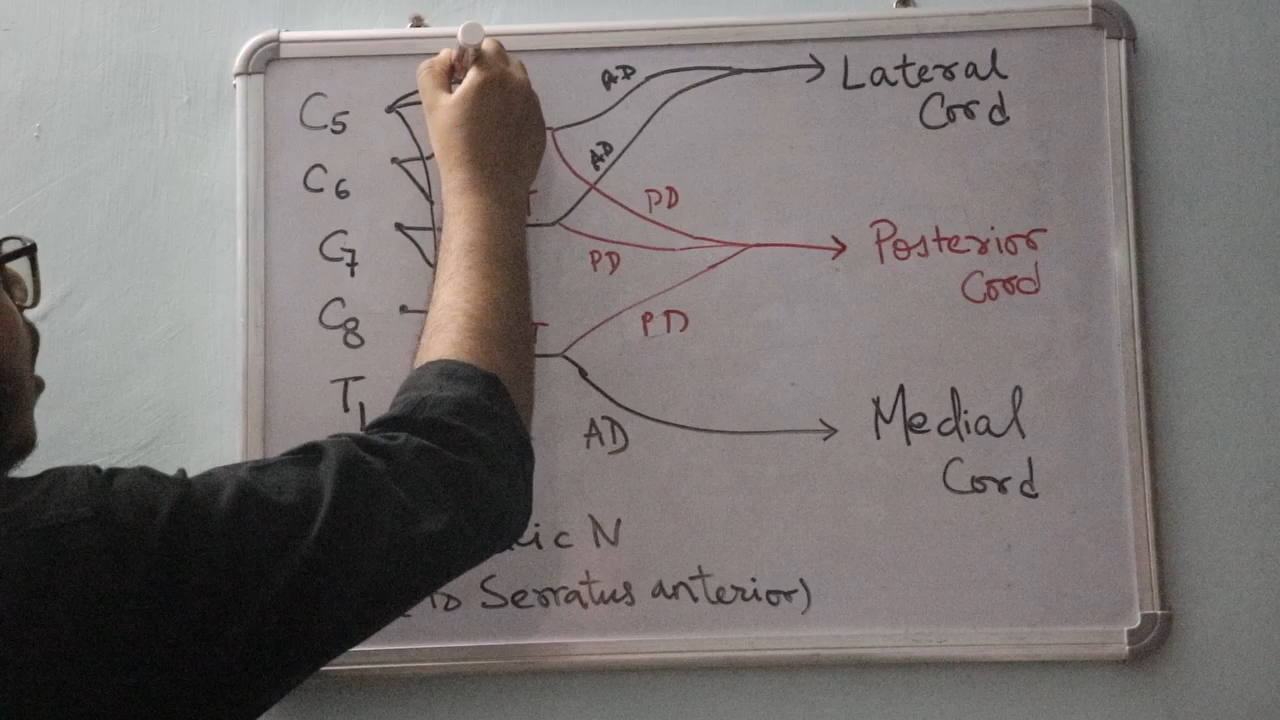 C5
C6
C7
C8
T1
AD
AD
PD
PD
PD
AD
Lateral
Cord
Posterior
Cord
Medial
Cord
N
Serratus anterior)